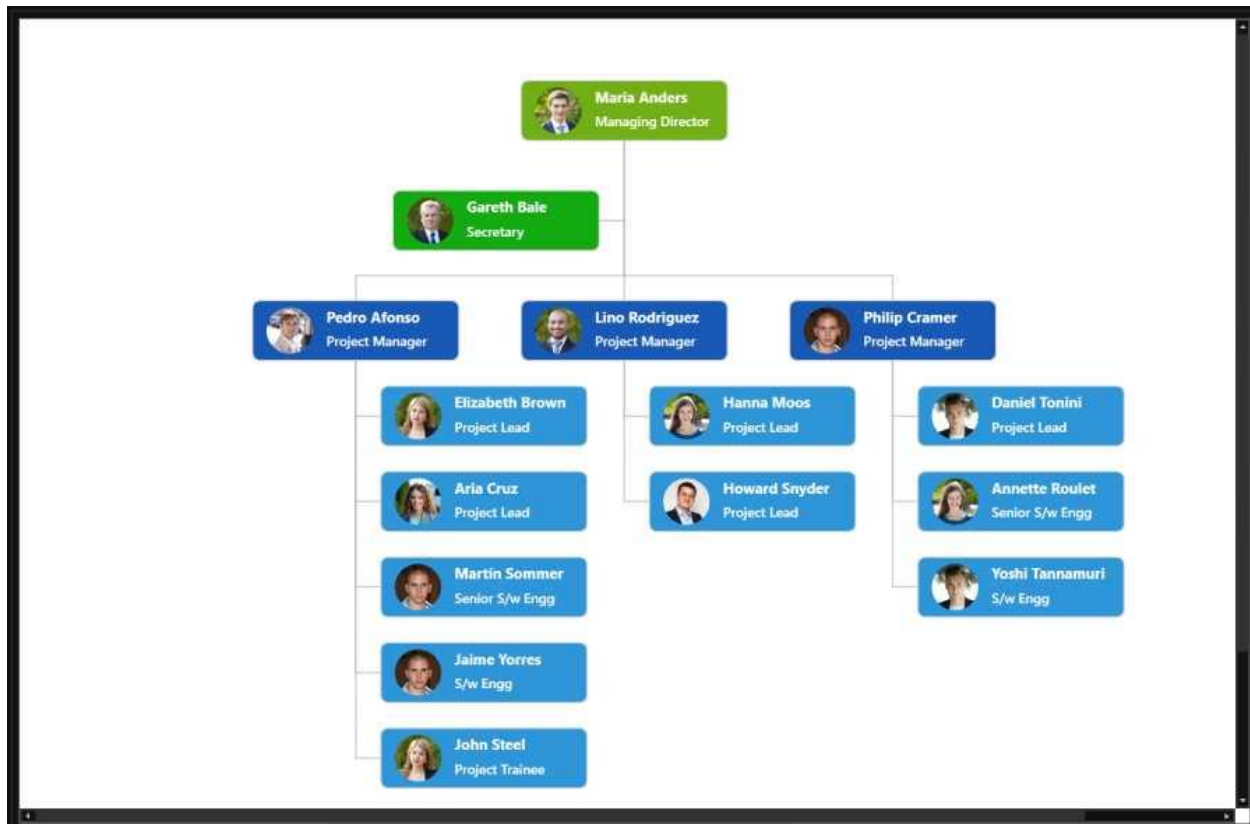 Maria Anders
Managing Director
Gareth Bale
Secretary
Pedro Afonso
Project Manager
Lino Rodriguez
Project Manager
Philip Cramer
Project Manager
Elizabeth Brown
Project Lead
Hanna Moos
Project Lead
Daniel Tonini
Project Lead
Aria Cruz
Project Lead
Howard Snyder
Project Lead
Annette Roulet
Senior S/w Engg
Martin Sommer
Senior S/w Engg
Yoshi Tannamuri
S/w Engg
Jaime Yorres
S/w Engg
John Steel
Project Trainee